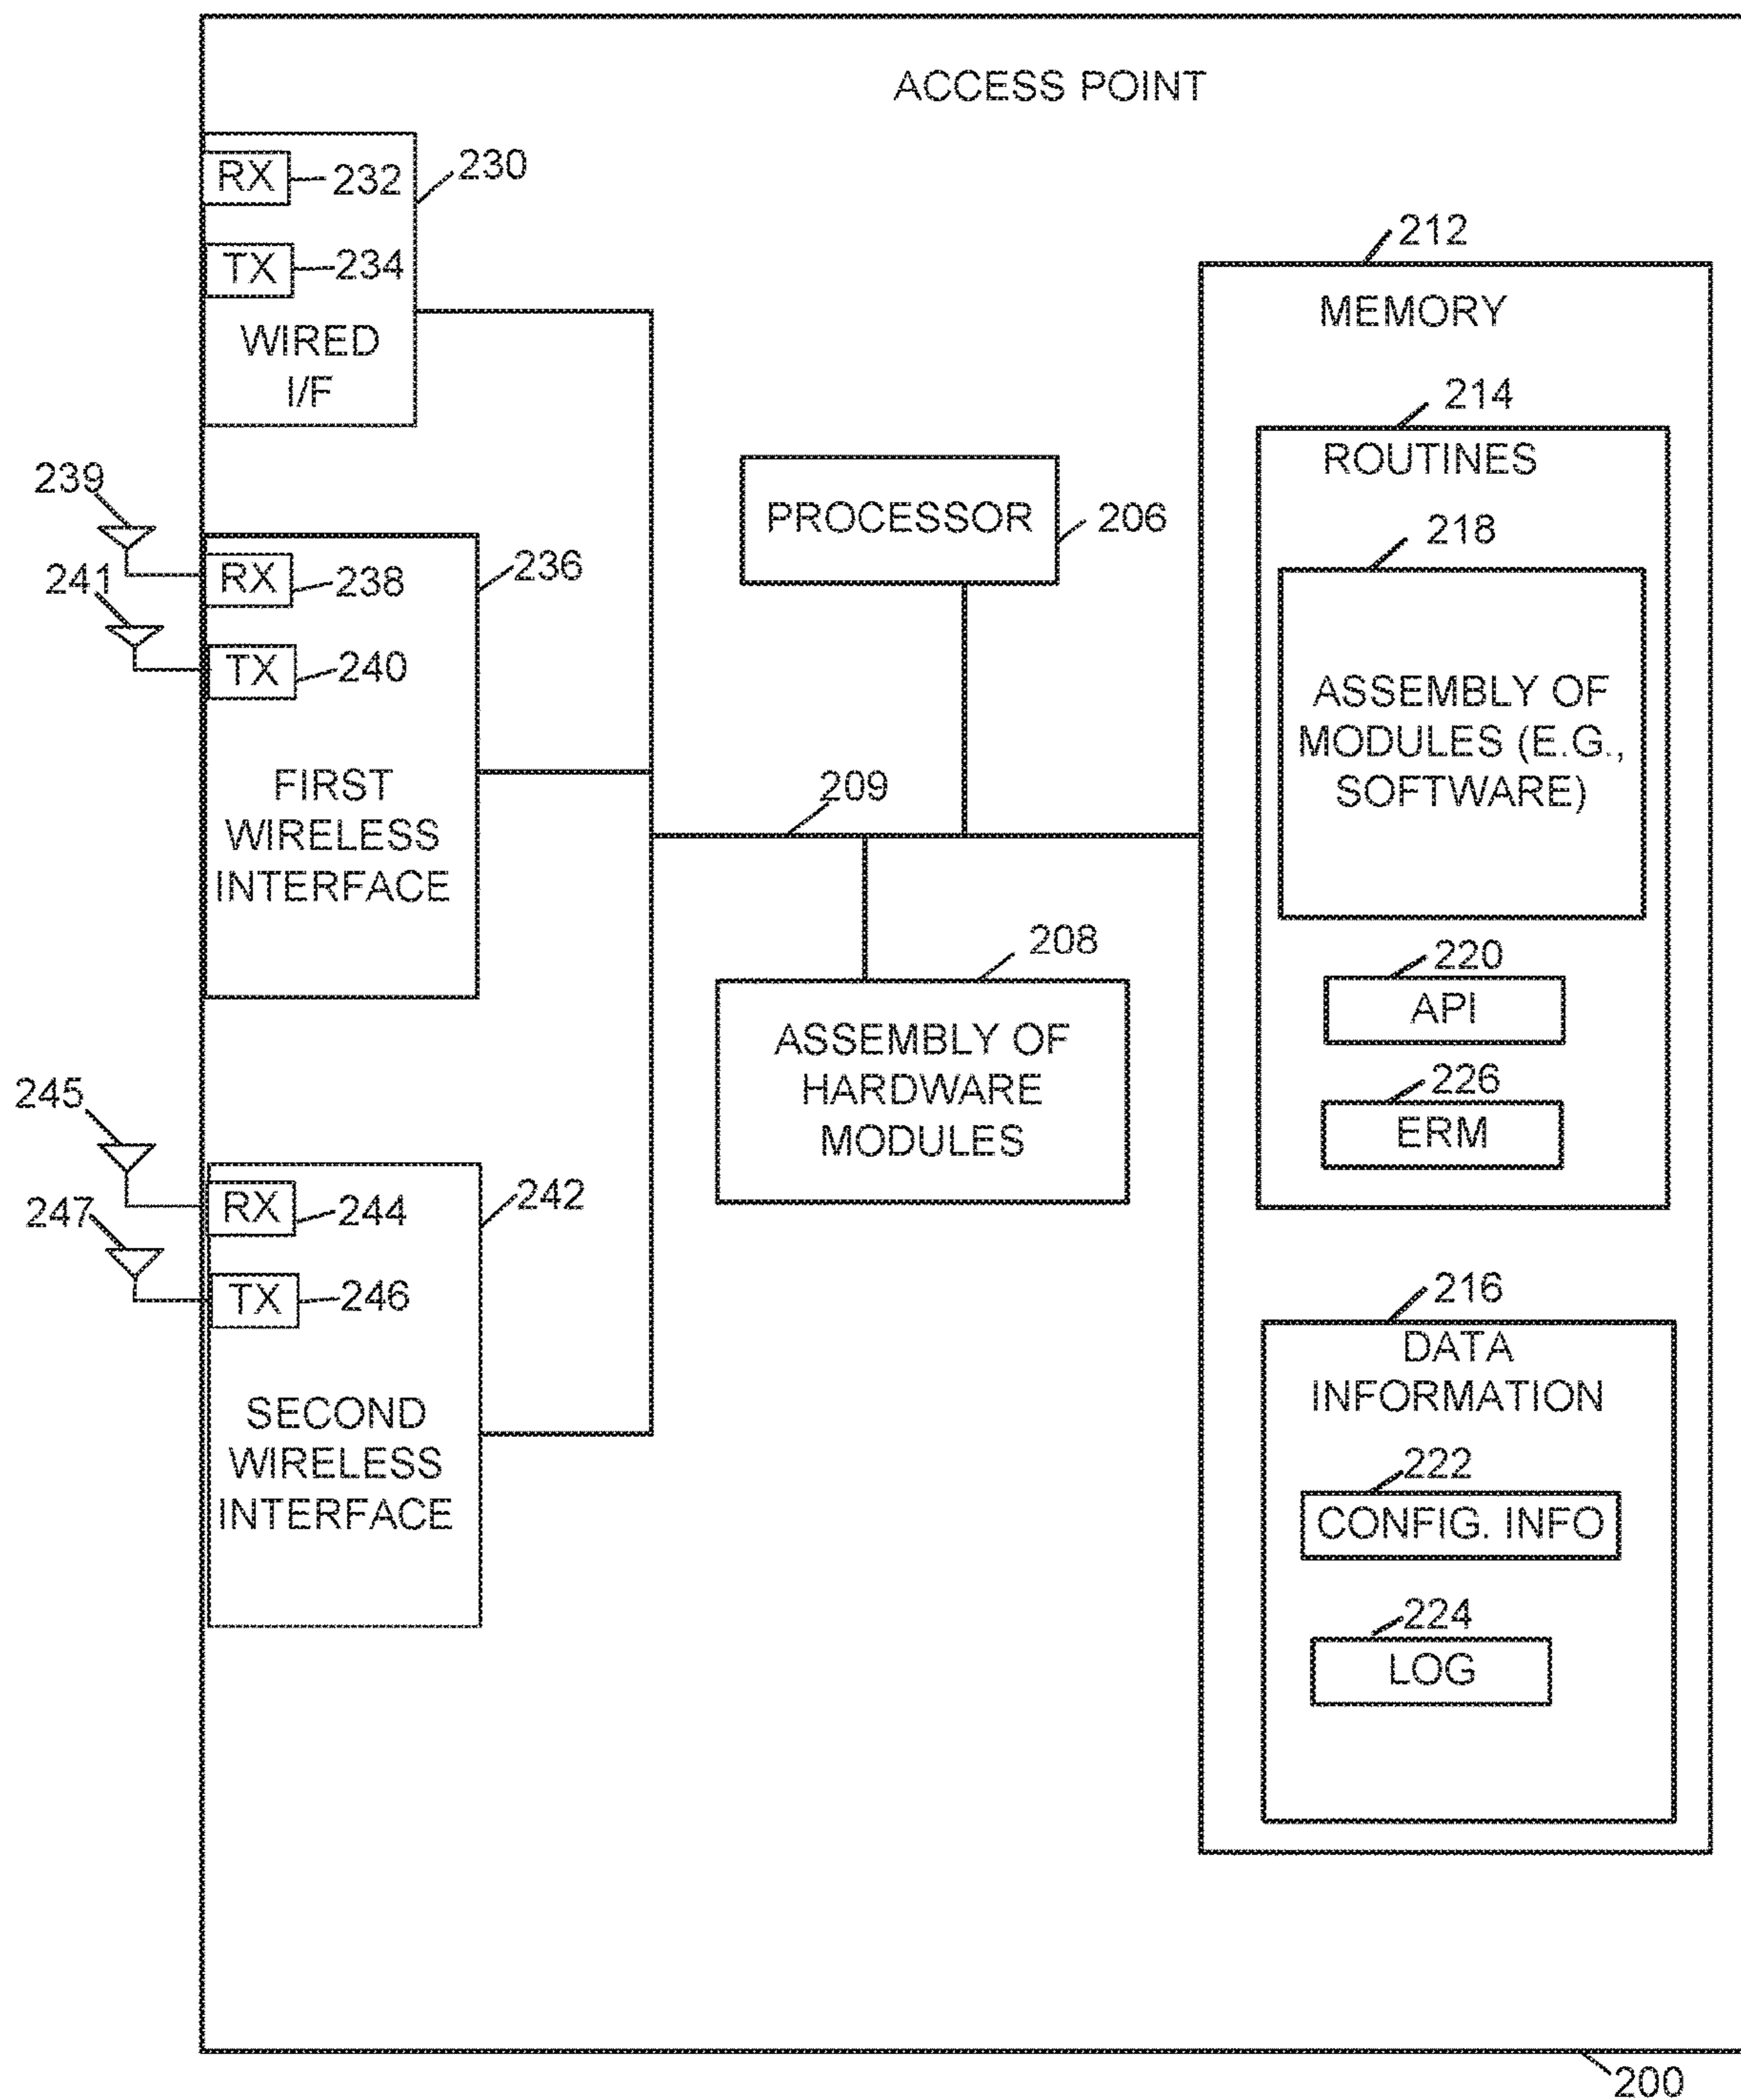 ACCESS POINT
230
RX
232
TX
234
WIRED
I/F
212
MEMORY
214
ROUTINES
239
PROCESSOR
206
218
236
RX
238
241
TX
240
ASSEMBLY OF
MODULES (E.G.,
SOFTWARE)
FIRST
WIRELESS
INTERFACE
209
208
220
API
ASSEMBLY OF
HARDWARE
MODULES
226
ERM
245
242
RX
244
247
TX
246
216
DATA
INFORMATION
SECOND
WIRELESS
INTERFACE
222
CONFIG. INFO
224
LOG
200